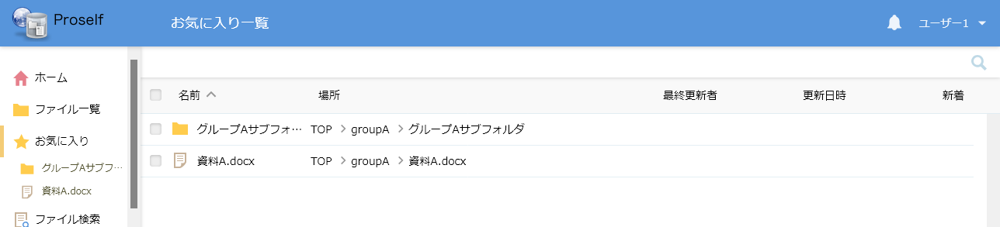 Proself
お気に入り一覧
ユーザー1
ホーム
ファイル一覧
お気に入り
グループAサブフ…
資料A.docx
ファイル検索
名前 場所 最終更新者 更新日時 新着
グループAサブフォ… TOP groupA グループAサブフォルダ
資料A.docx TOP groupA 資料A.docx